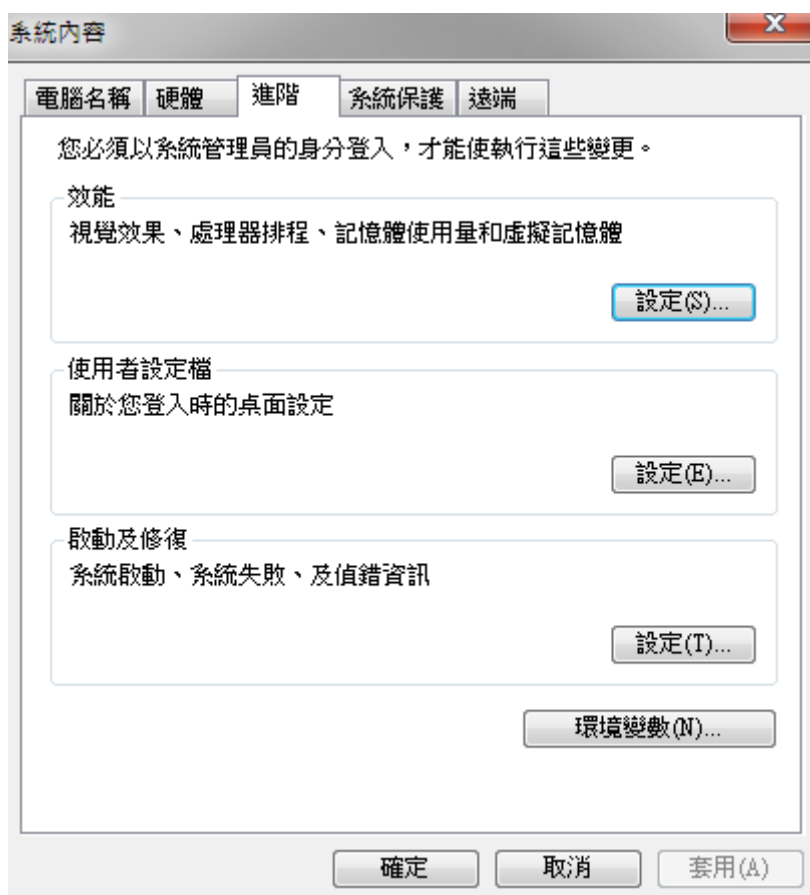 系統內容
電腦名稱 硬體 進階 系統保護 遠端
您必須以系統管理員的身分登入，才能使執行這些變更。
效能
視覺效果、處理器排程、記憶體使用量和虛擬記憶體
設定(S)...
使用者設定檔
關於您登入時的桌面設定
設定(E)...
啟動及修復
系統啟動、系統失敗、及偵錯資訊
設定(T)...
環境變數(N)...
確定 取消 套用(A)